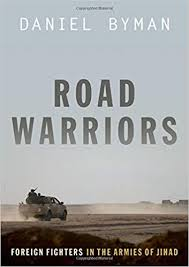 DANIEL BYMAN
ROAD
WARRIORS
FOREIGN FIGHTERS IN THE ARMIES OF JIHAD